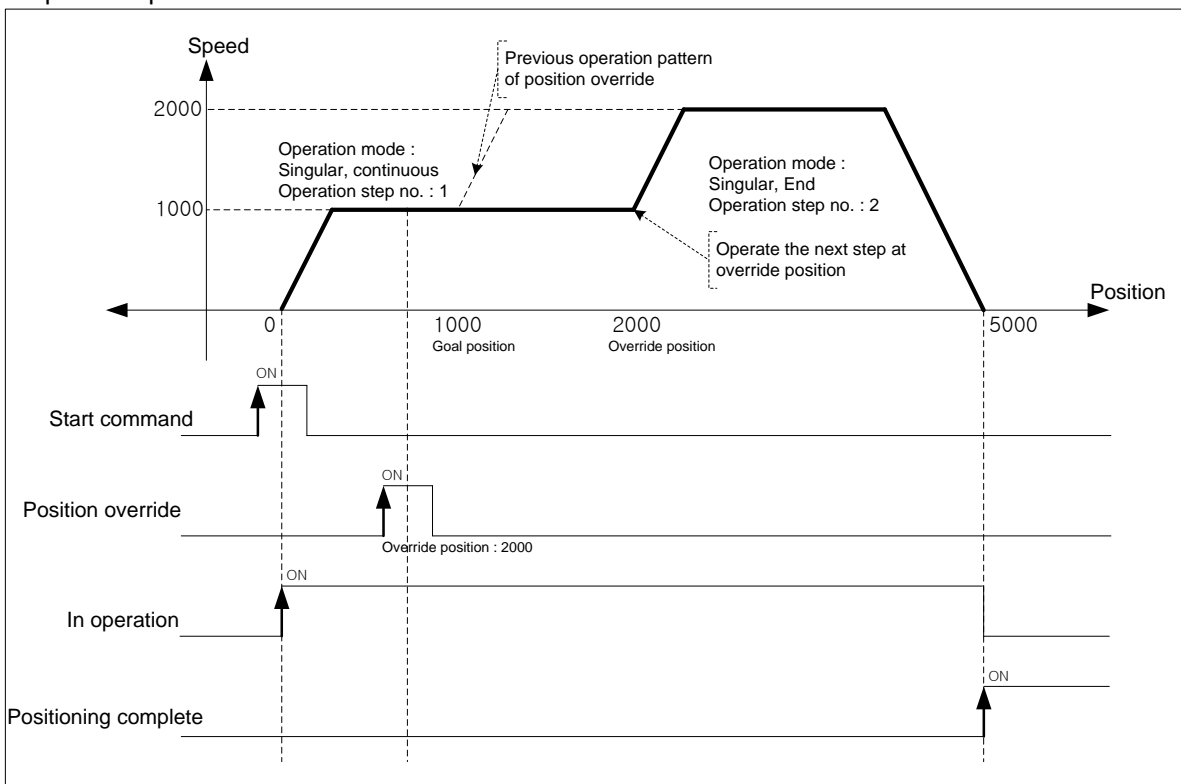 Speed
Previous operation pattern
of position override
2000
Operation mode :
Singular, continuous
Operation step no. : 1
Operation mode :
Singular, End
Operation step no. : 2
1000
Operate the next step at
override position
Position
0
1000
2000
5000
Goal position
Override position
ON
Start command
ON
Position override
Override position : 2000
ON
In operation
ON
Positioning complete